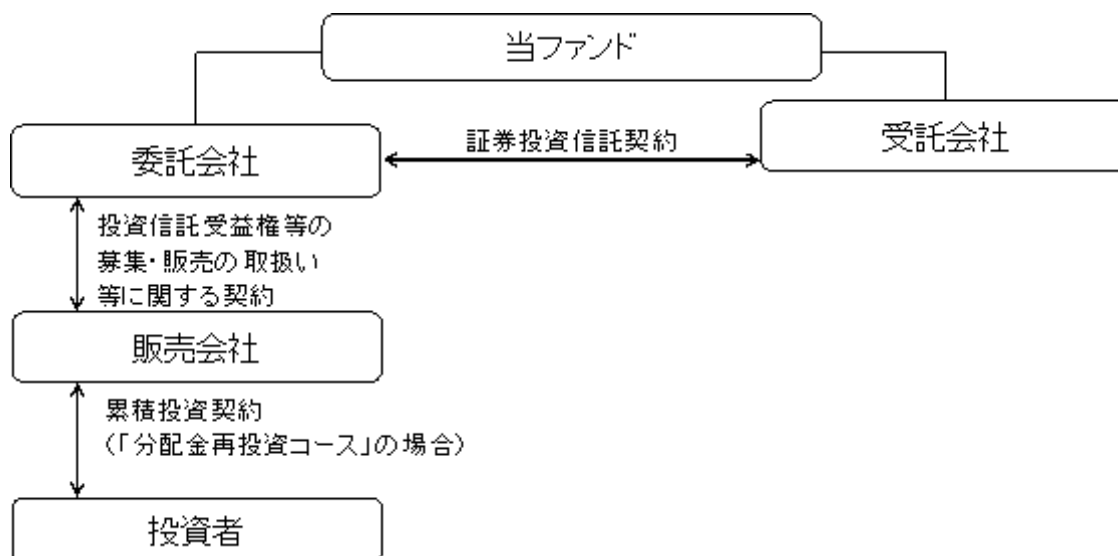 当ファンド
委託会社
証券投資信託契約
受託会社
投資信託受益権等の
募集・販売の取扱い
等に関する契約
販売会社
累積投資契約
（「分配金再投資コース」の場合）
投資者